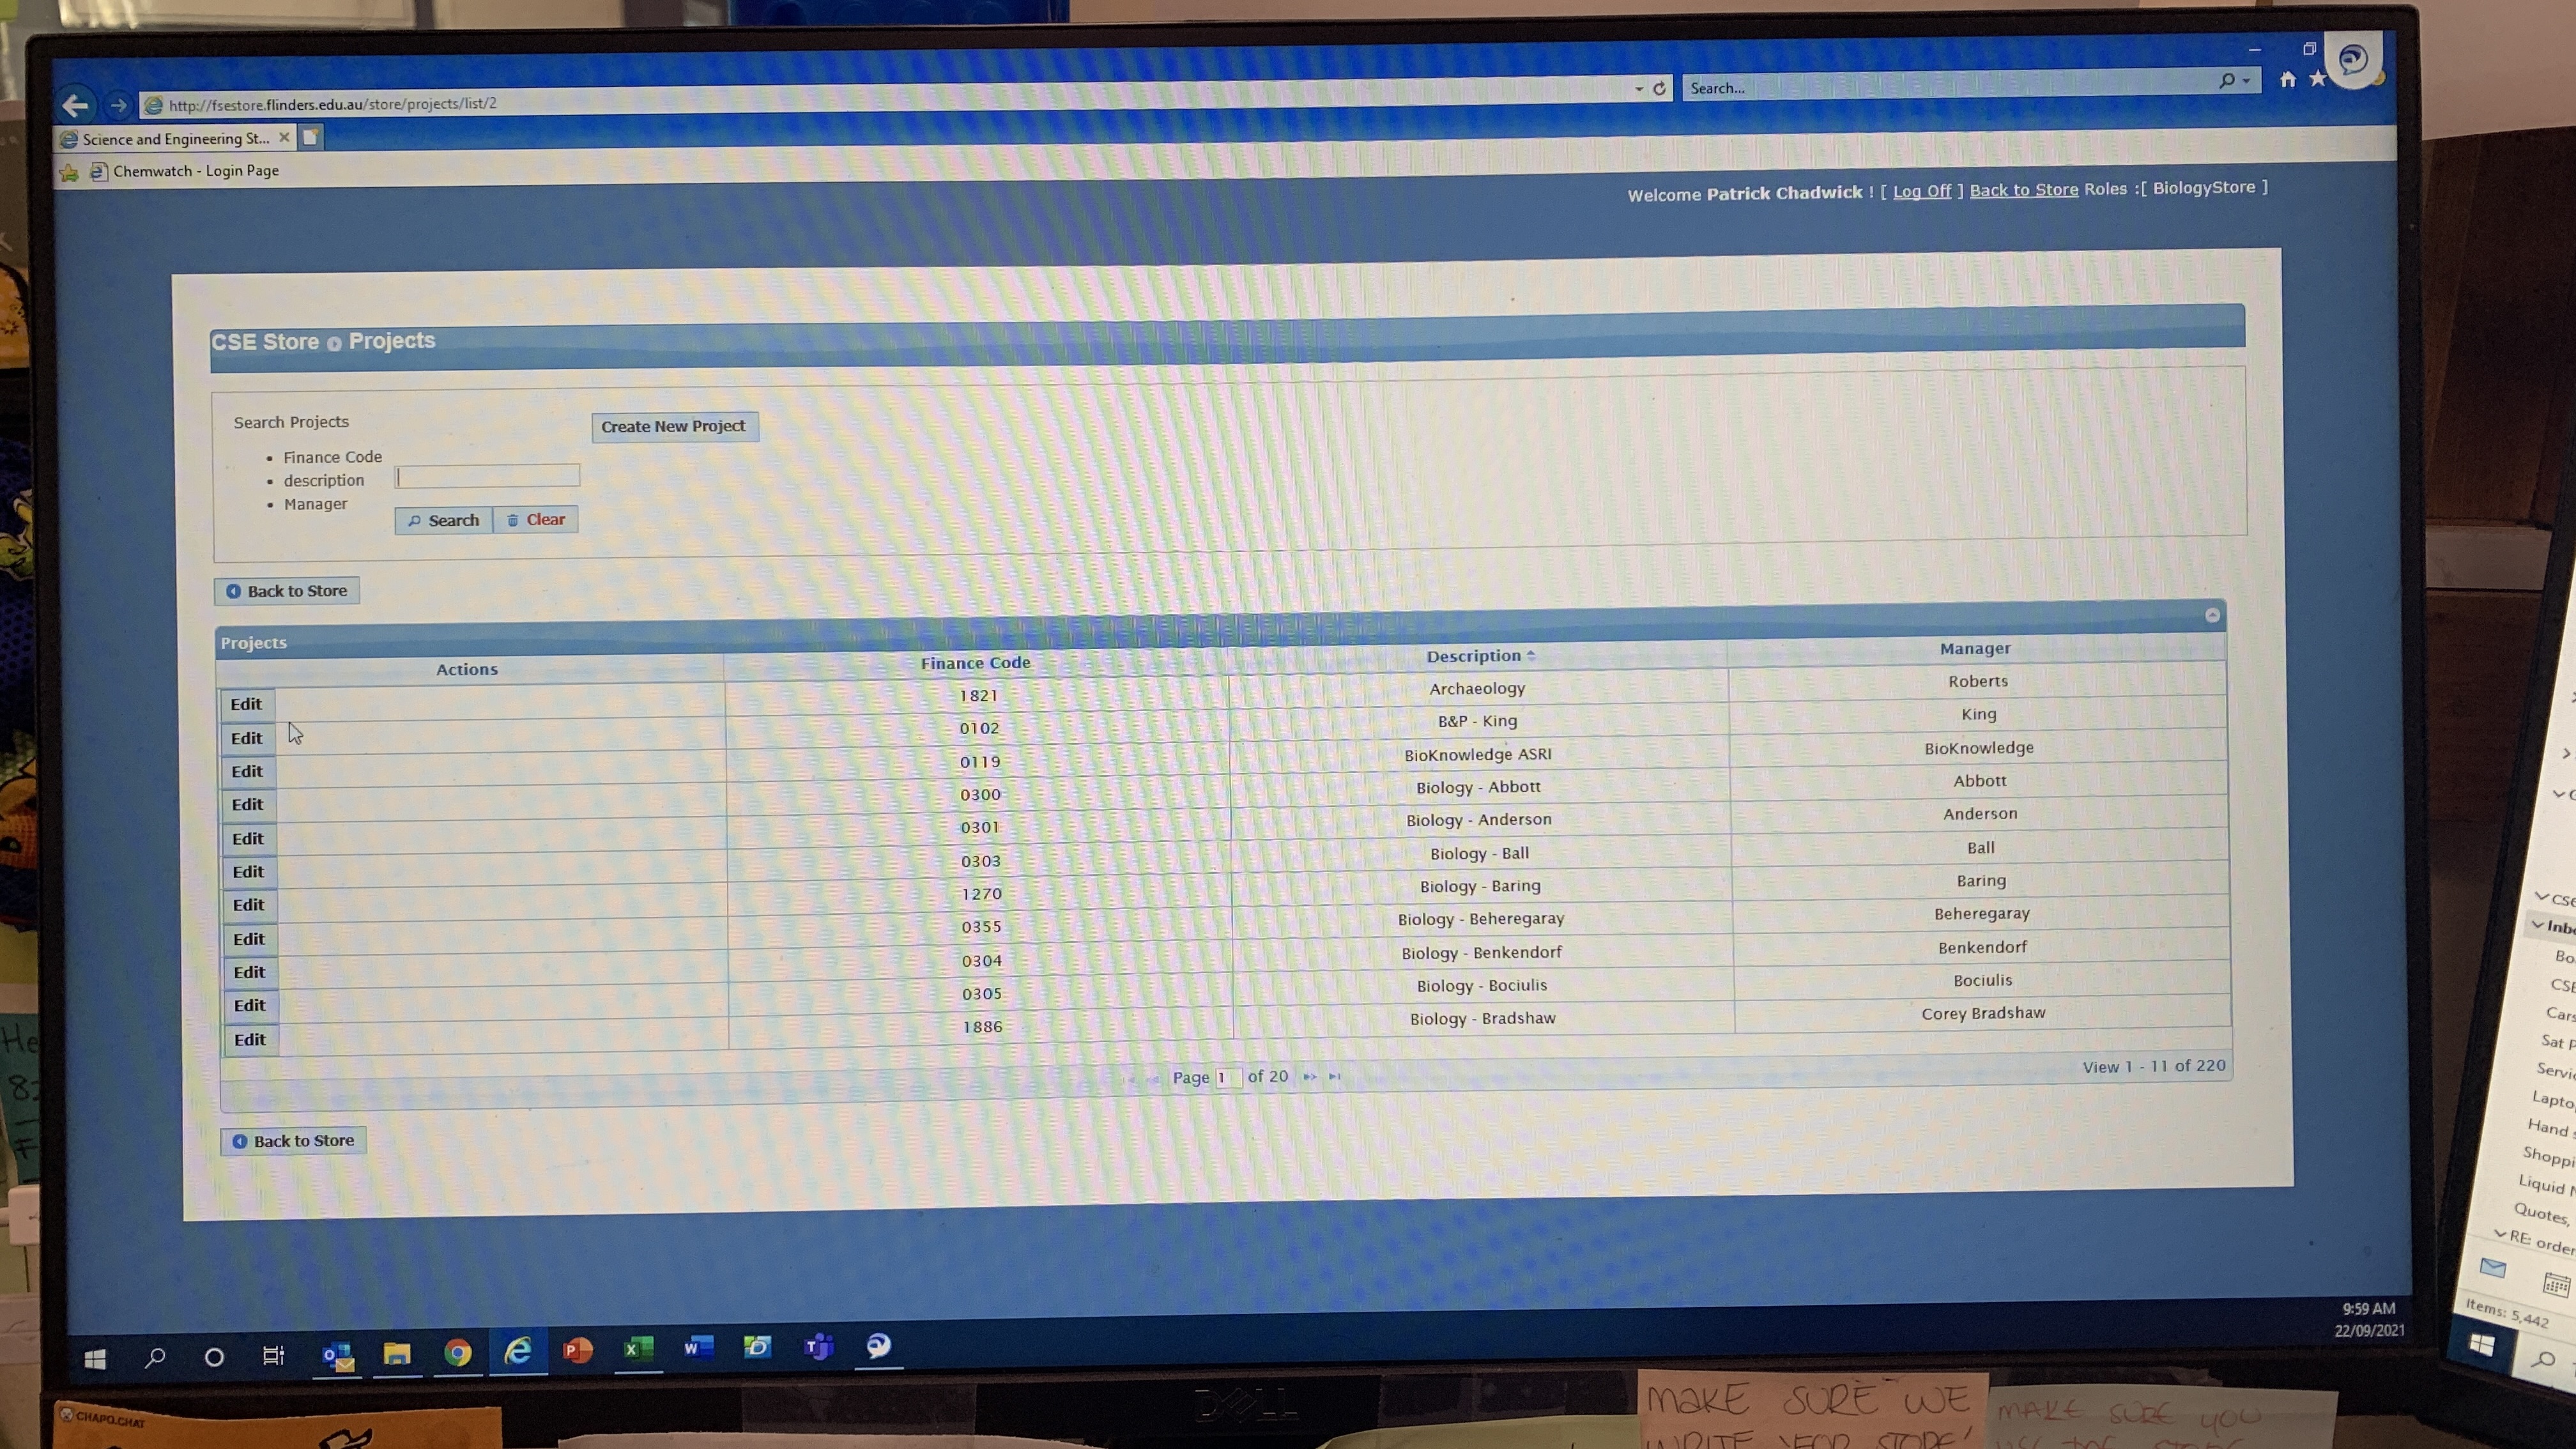 http://fsestore.flinders.edu.au/store/projects/list/2
Search...
Science and Engineering St...
Chemwatch - Login Page
Welcome Patrick Chadwick ! [ Log Off ] Back to Store Roles :[ BiologyStore ]
CSE Store Projects
Search Projects
Create New Project
• Finance Code
• description
• Manager
Search Clear
Back to Store
Projects
Actions Finance Code Description Manager
Edit 1821 Archaeology Roberts
Edit 0102 B&P - King King
Edit 0119 BioKnowledge ASRI BioKnowledge
Edit 0300 Biology - Abbott Abbott
Edit 0301 Biology - Anderson Anderson
Edit 0303 Biology - Ball Ball
Edit 1270 Biology - Baring Baring
Edit 0355 Biology - Beheregaray Beheregaray
Edit 0304 Biology - Benkendorf Benkendorf
Edit 0305 Biology - Bociulis Bociulis
Edit 1886 Biology - Bradshaw Corey Bradshaw
Page 1 of 20
View 1 - 11 of 220
Back to Store
9:59 AM
22/09/2021
DELL
CHAPO.CHAT
MAKE SURE WE
WRITE 'FOR STORE'
MAKE SURE YOU
He
82
CSE
Inb
Bo
CSE
Cars
Sat P
Servi
Lapto
Hand
Shoppi
Liquid N
Quotes,
RE: order
Items: 5,442